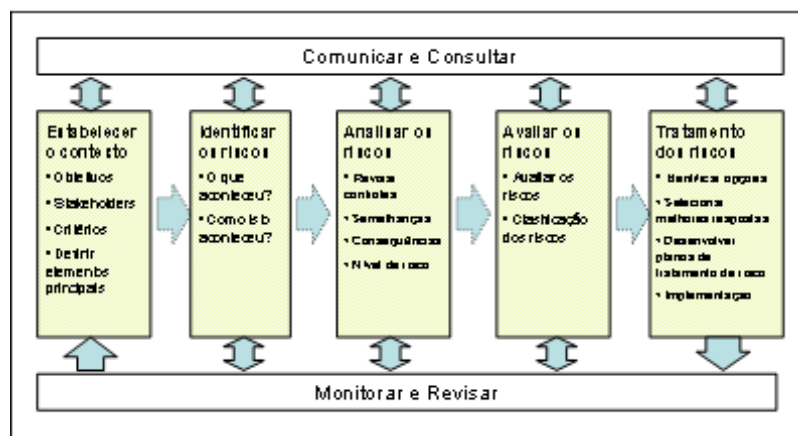 Comunicar e Consultar
Estabelecer
o contexto
• Objetivos
• Stakeholders
• Critérios
• Definir
elementos
principais
Identificar
os riscos
• O que
aconteceu?
• Como isto
aconteceu?
Analisar os
riscos
• Revisar
controles
• Semelhanças
• Consequências
• Nível de risco
Avaliar os
riscos
• Avaliar os
riscos
• Classificação
dos riscos
Tratamento
dos riscos
• Identificar opções
• Selecionar
melhores respostas
• Desenvolver
planos de
tratamento de risco
• Implementação
Monitorar e Revisar